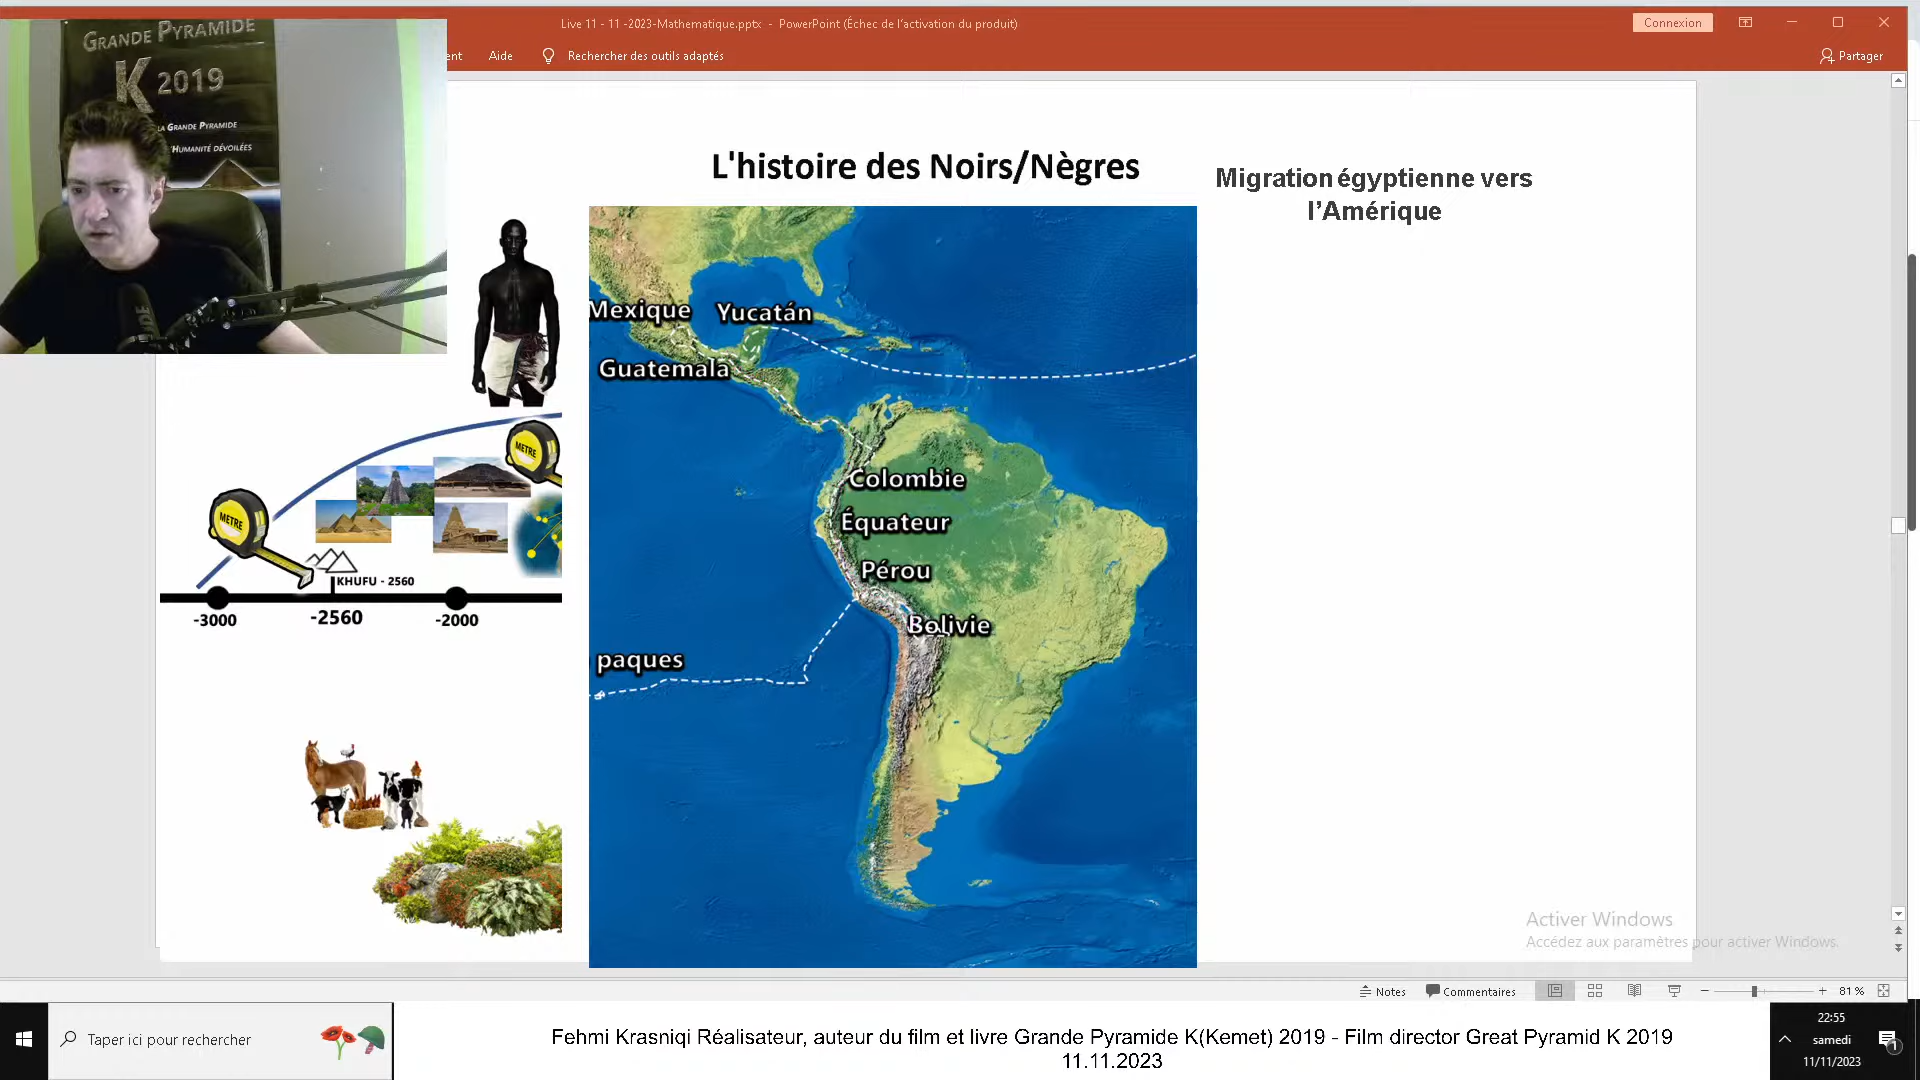 Live 11 - 11 -2023-Mathematique.pptx - PowerPoint (Échec de l'activation du produit)
Connexion
ent Aide Rechercher des outils adaptés
Partager
GRANDE PYRAMIDE
K 2019
LA GRANDE PYRAMIDE
L'HUMANITÉ DÉVOILÉES
L'histoire des Noirs/Nègres
Migration égyptienne vers
l'Amérique
Mexique Yucatán
Guatemala
Colombie
Équateur
Pérou
Bolivie
paques
METRE
METRE
KHUFU - 2560
-3000 -2560 -2000
Activer Windows
Accédez aux paramètres pour activer Windows.
Notes Commentaires 81 %
Taper ici pour rechercher
Fehmi Krasniqi Réalisateur, auteur du film et livre Grande Pyramide K(Kemet) 2019 - Film director Great Pyramid K 2019
11.11.2023
22:55
samedi
11/11/2023
1